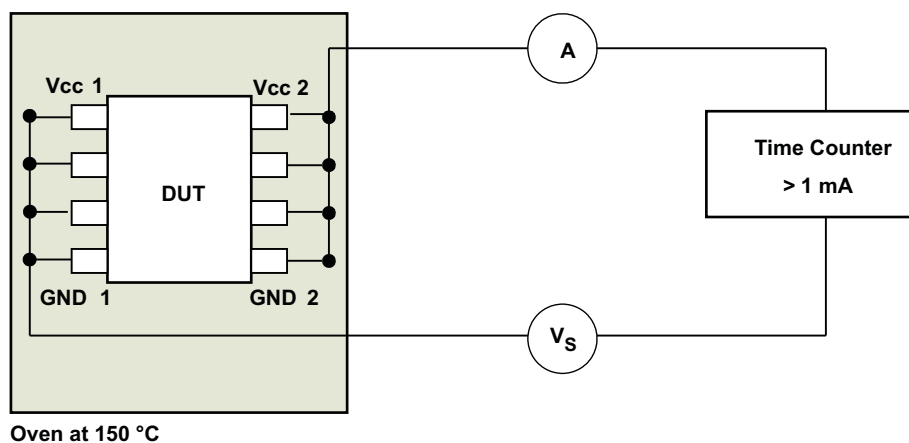 A
Vcc 1
Vcc 2
Time Counter
> 1 mA
DUT
GND 1
GND 2
VS
Oven at 150 °C